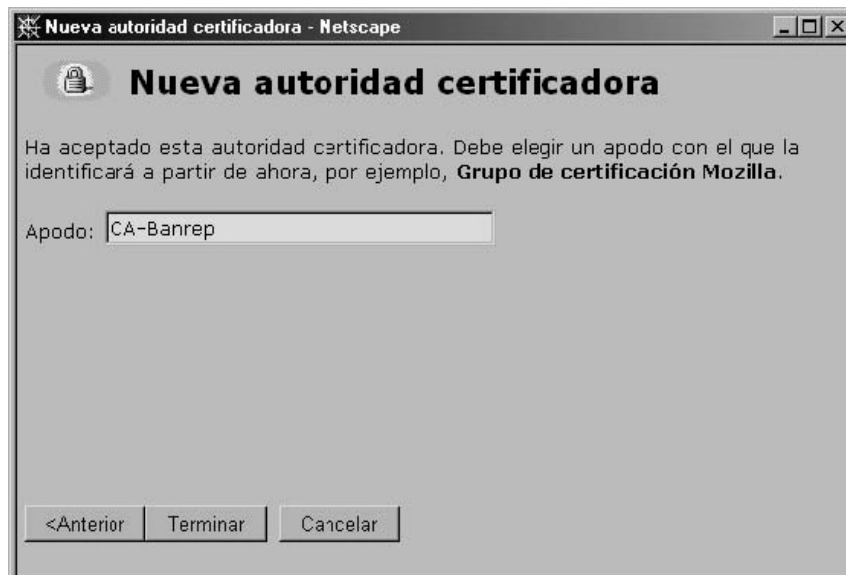 Nueva autoridad certificadora - Netscape
Nueva autoridad certificadora
Ha aceptado esta autoridad certificadora. Debe elegir un apodo con el que la
identificará a partir de ahora, por ejemplo, Grupo de certificación Mozilla.
Apodo: CA-Banrep
<Anterior Terminar Cancelar